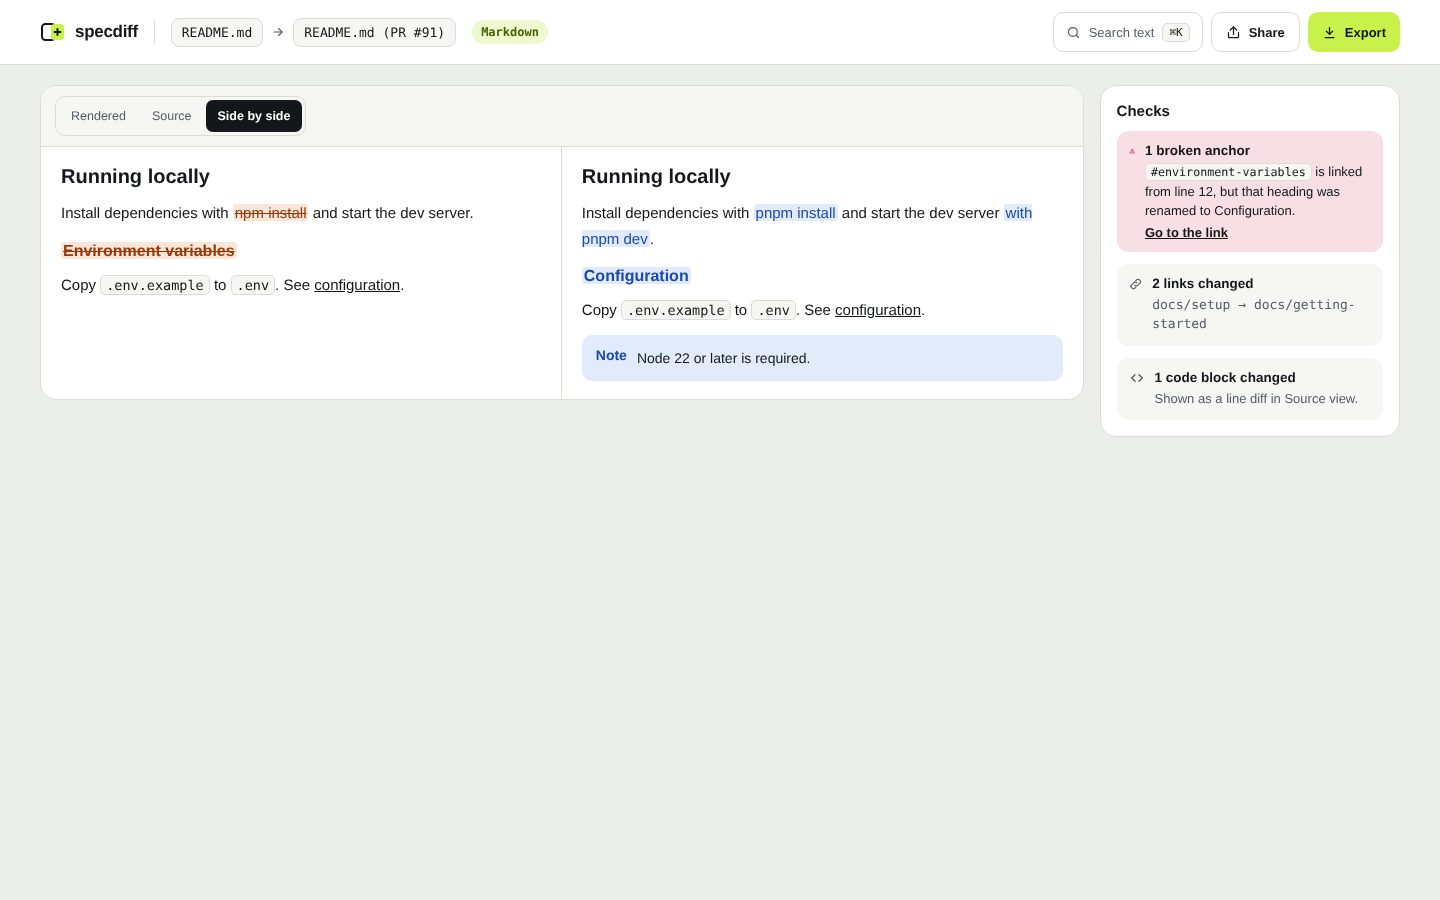 specdiff
README.md → README.md (PR #91) Markdown
Search text ⌘K
Share
Export
Rendered Source Side by side
Running locally
Install dependencies with npm install and start the dev server.
Environment variables
Copy .env.example to .env. See configuration.
Running locally
Install dependencies with pnpm install and start the dev server with
pnpm dev.
Configuration
Copy .env.example to .env. See configuration.
Note Node 22 or later is required.
Checks
1 broken anchor
#environment-variables is linked
from line 12, but that heading was
renamed to Configuration.
Go to the link
2 links changed
docs/setup → docs/getting-
started
1 code block changed
Shown as a line diff in Source view.